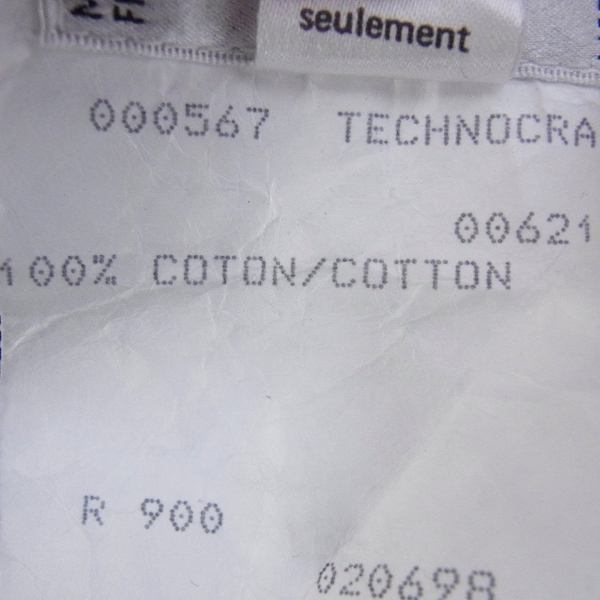 seulement
000567 TECHNOCRA
00621
100% COTON/COTTON
R 900
020698